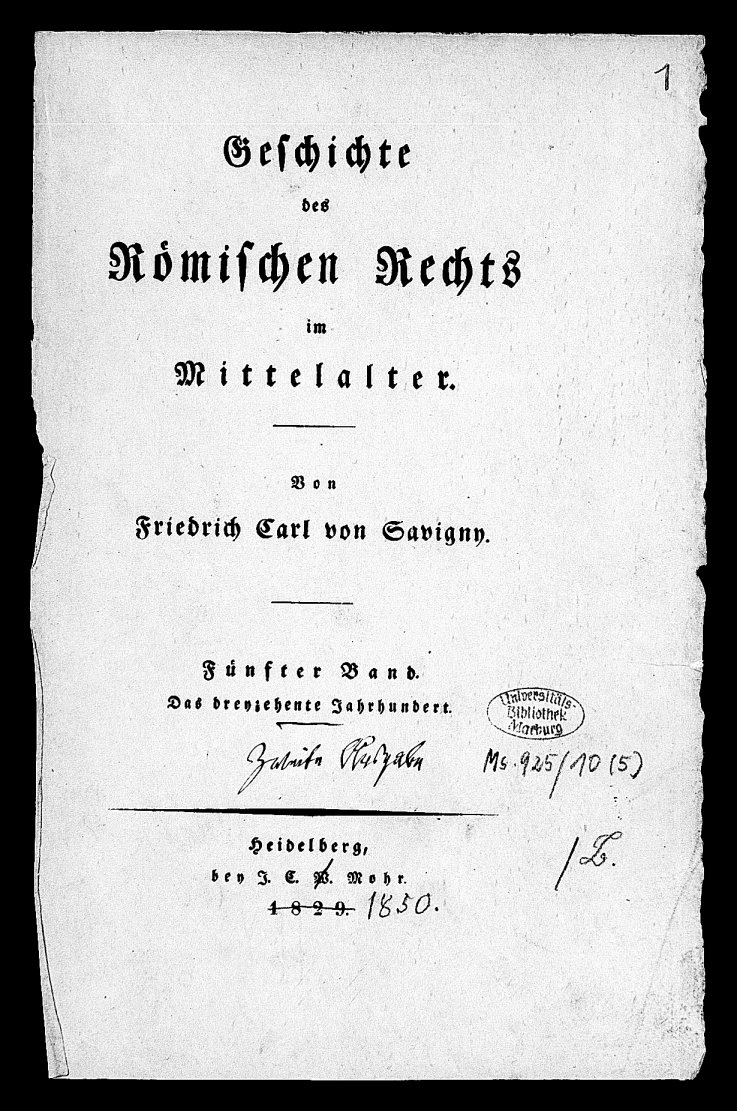 1
Geschichte
des
Römischen Rechts
im
Mittelalter.
Von
Friedrich Carl von Savigny.
Fünfter Band.
Das dreyzehente Jahrhundert.
Universitäts-
Bibliothek
Marburg
Zweite Ausgabe
Ms. 925/10 (5)
Heidelberg,
bey J. C. B. Mohr.
1829. 1850.